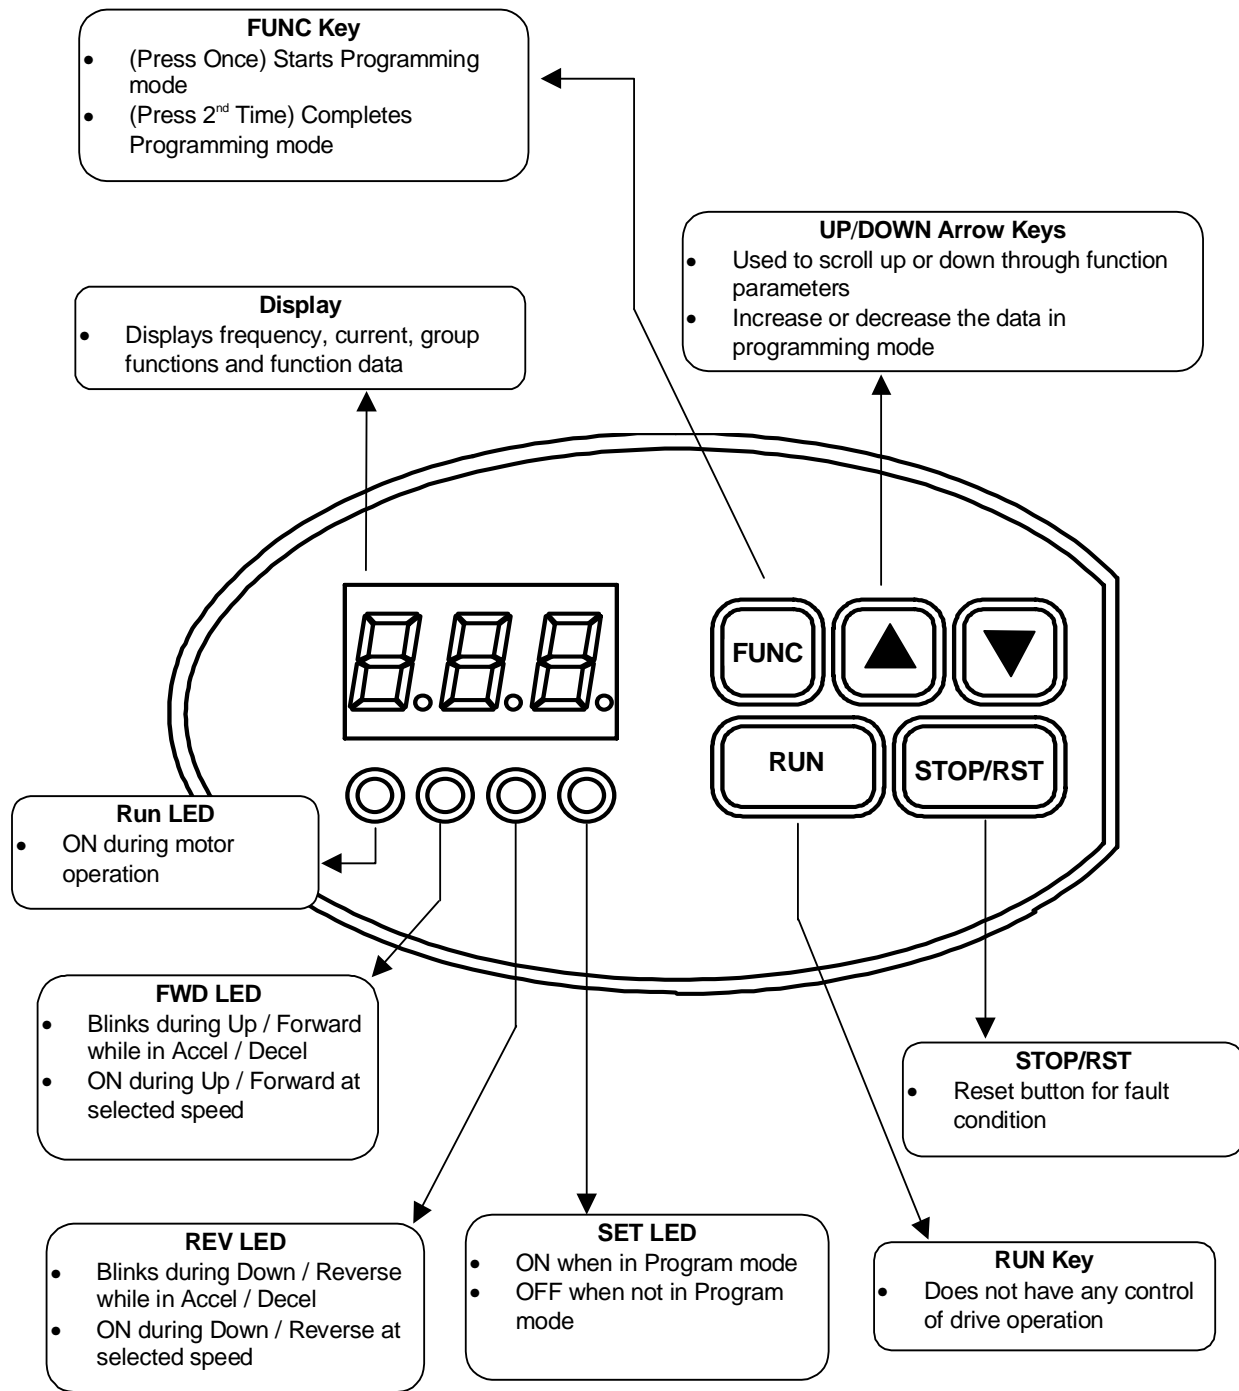 FUNC Key
• (Press Once) Starts Programming
mode
• (Press 2nd Time) Completes
Programming mode
UP/DOWN Arrow Keys
• Used to scroll up or down through function
parameters
• Increase or decrease the data in
programming mode
Display
• Displays frequency, current, group
functions and function data
8.8.8.
FUNC
RUN
STOP/RST
Run LED
• ON during motor
operation
FWD LED
• Blinks during Up / Forward
while in Accel / Decel
• ON during Up / Forward at
selected speed
STOP/RST
• Reset button for fault
condition
REV LED
• Blinks during Down / Reverse
while in Accel / Decel
• ON during Down / Reverse at
selected speed
SET LED
• ON when in Program mode
• OFF when not in Program
mode
RUN Key
• Does not have any control
of drive operation